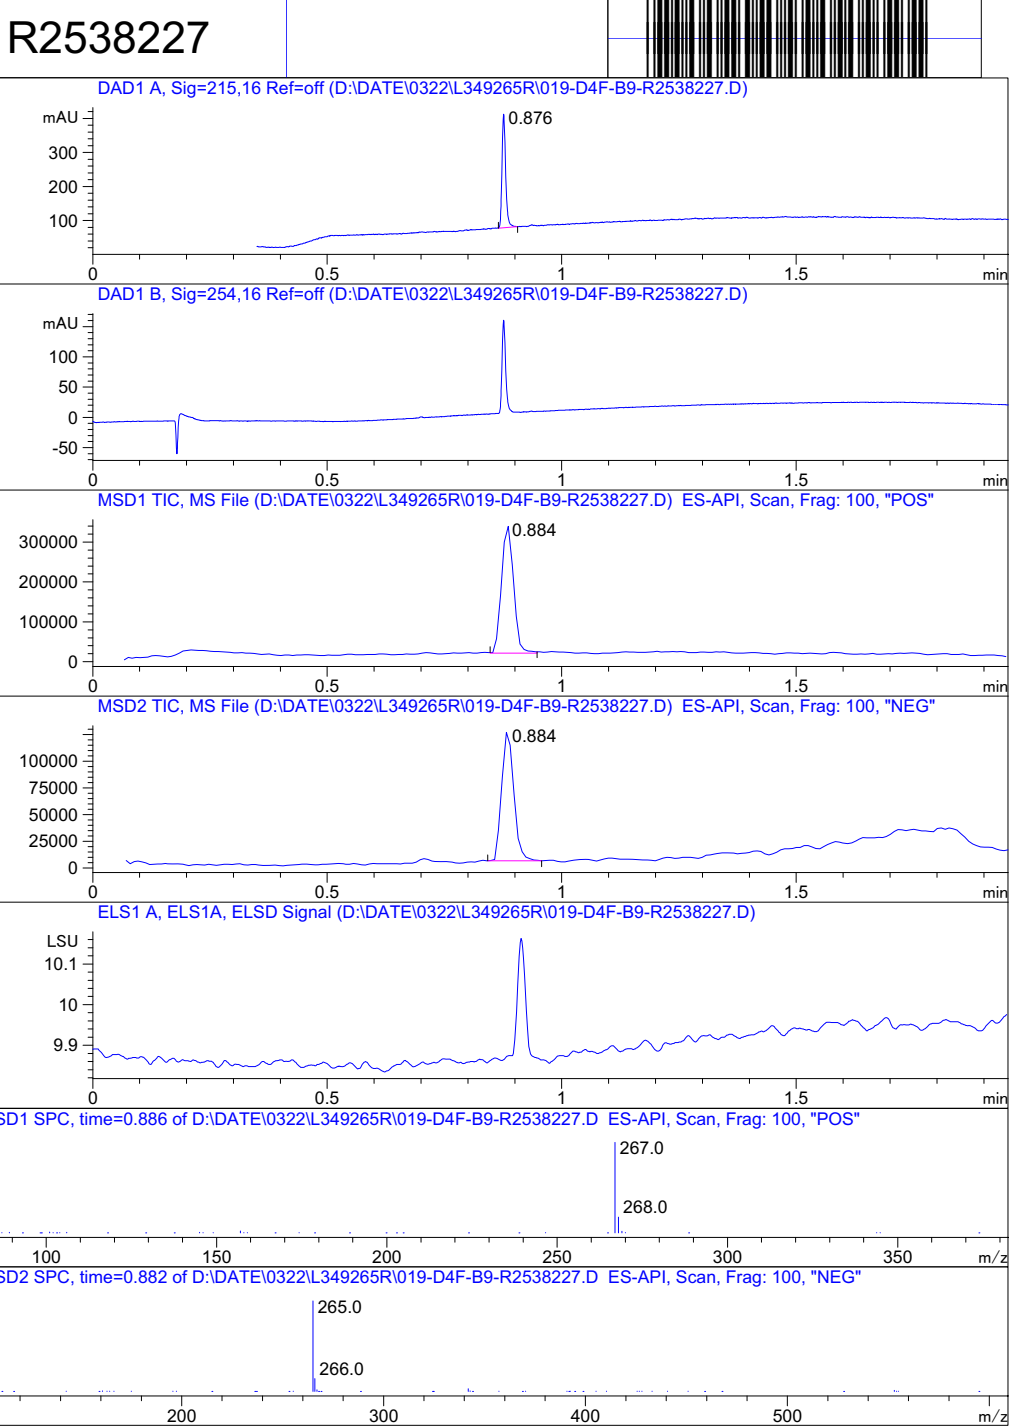 R2538227
DAD1 A, Sig=215,16 Ref=off (D:\DATE\0322\L349265R\019-D4F-B9-R2538227.D)
mAU
300
200
100
0.876
0 0.5 1 1.5 min
DAD1 B, Sig=254,16 Ref=off (D:\DATE\0322\L349265R\019-D4F-B9-R2538227.D)
mAU
100
50
0
-50
0 0.5 1 1.5 min
MSD1 TIC, MS File (D:\DATE\0322\L349265R\019-D4F-B9-R2538227.D) ES-API, Scan, Frag: 100, "POS"
300000
200000
100000
0
0.884
0 0.5 1 1.5 min
MSD2 TIC, MS File (D:\DATE\0322\L349265R\019-D4F-B9-R2538227.D) ES-API, Scan, Frag: 100, "NEG"
100000
75000
50000
25000
0
0.884
0 0.5 1 1.5 min
ELS1 A, ELS1A, ELSD Signal (D:\DATE\0322\L349265R\019-D4F-B9-R2538227.D)
LSU
10.1
10
9.9
0 0.5 1 1.5 min
SD1 SPC, time=0.886 of D:\DATE\0322\L349265R\019-D4F-B9-R2538227.D ES-API, Scan, Frag: 100, "POS"
267.0
268.0
100 150 200 250 300 350 m/z
SD2 SPC, time=0.882 of D:\DATE\0322\L349265R\019-D4F-B9-R2538227.D ES-API, Scan, Frag: 100, "NEG"
265.0
266.0
200 300 400 500 m/z